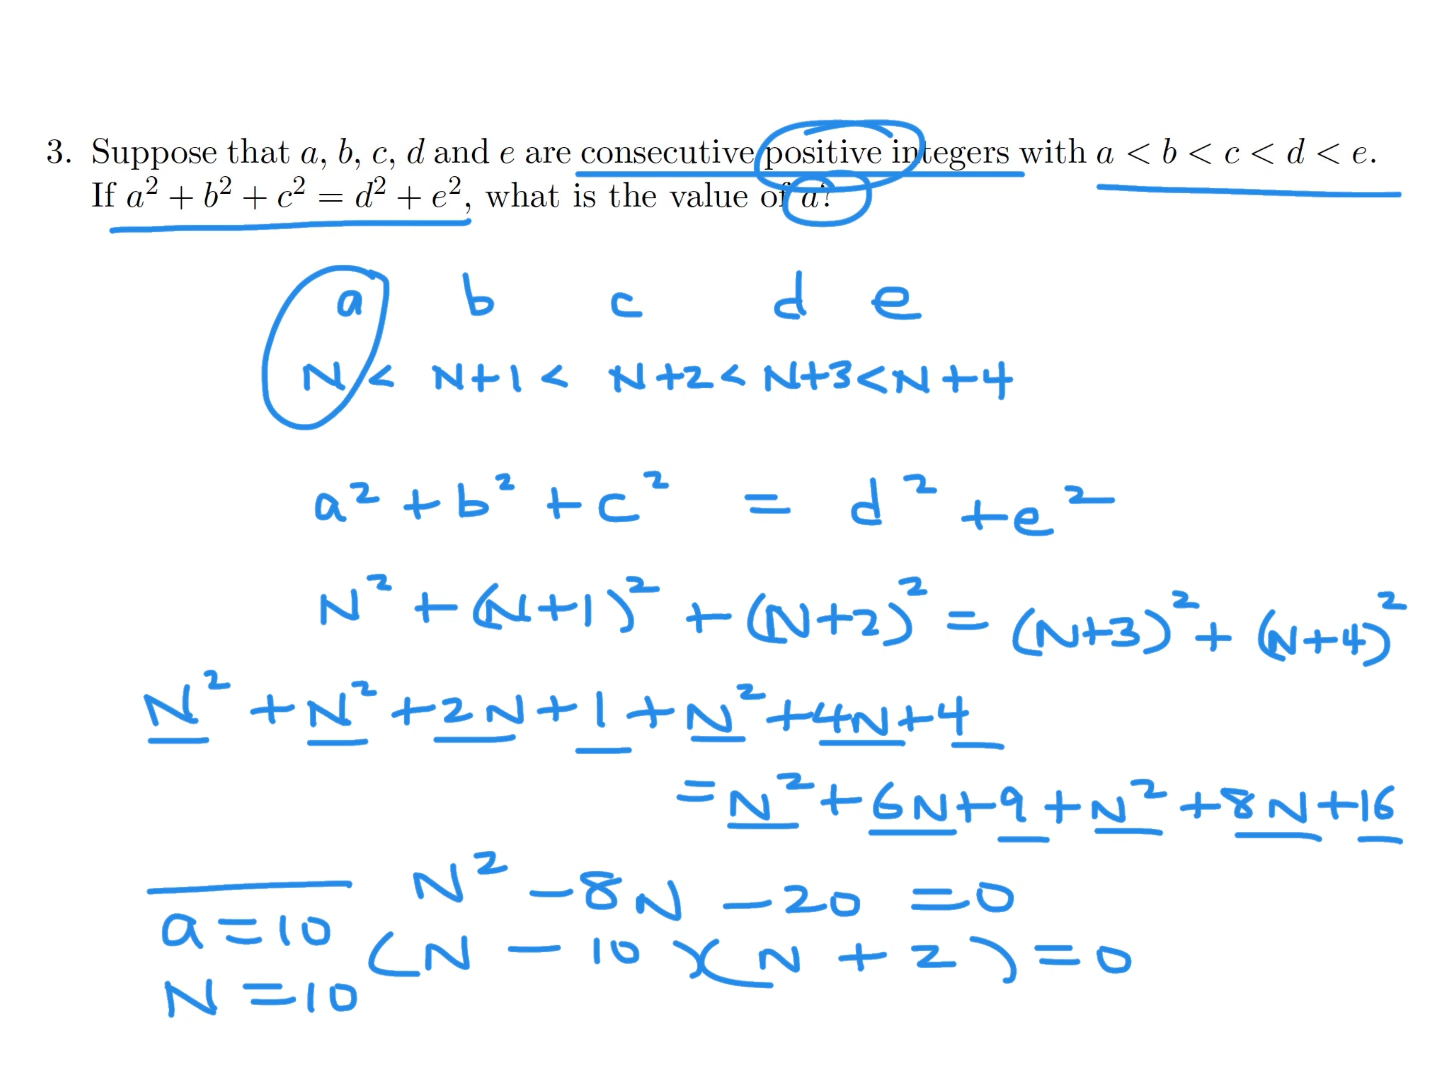 3. Suppose that a, b, c, d and e are consecutive positive integers with a < b < c < d < e.
If a² + b² + c² = d² + e², what is the value of a?
a b c d e
N < N+1 < N+2 < N+3 < N+4
a² + b² + c² = d² + e²
N² + (N+1)² + (N+2)² = (N+3)² + (N+4)²
N² + N² + 2N + 1 + N² + 4N + 4
= N² + 6N + 9 + N² + 8N + 16
N² - 8N - 20 = 0
a = 10 (N - 10)(N + 2) = 0
N = 10